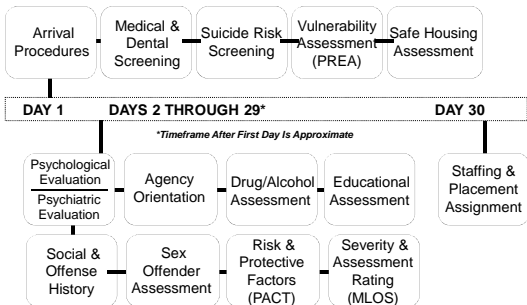 Arrival
Procedures
Medical &
Dental
Screening
Suicide Risk
Screening
Vulnerability
Assessment
(PREA)
Safe Housing
Assessment
DAY 1
DAYS 2 THROUGH 29*
DAY 30
*Timeframe After First Day Is Approximate
Psychological
Evaluation
Psychiatric
Evaluation
Agency
Orientation
Drug/Alcohol
Assessment
Educational
Assessment
Staffing &
Placement
Assignment
Social &
Offense
History
Sex
Offender
Assessment
Risk &
Protective
Factors
(PACT)
Severity &
Assessment
Rating
(MLOS)